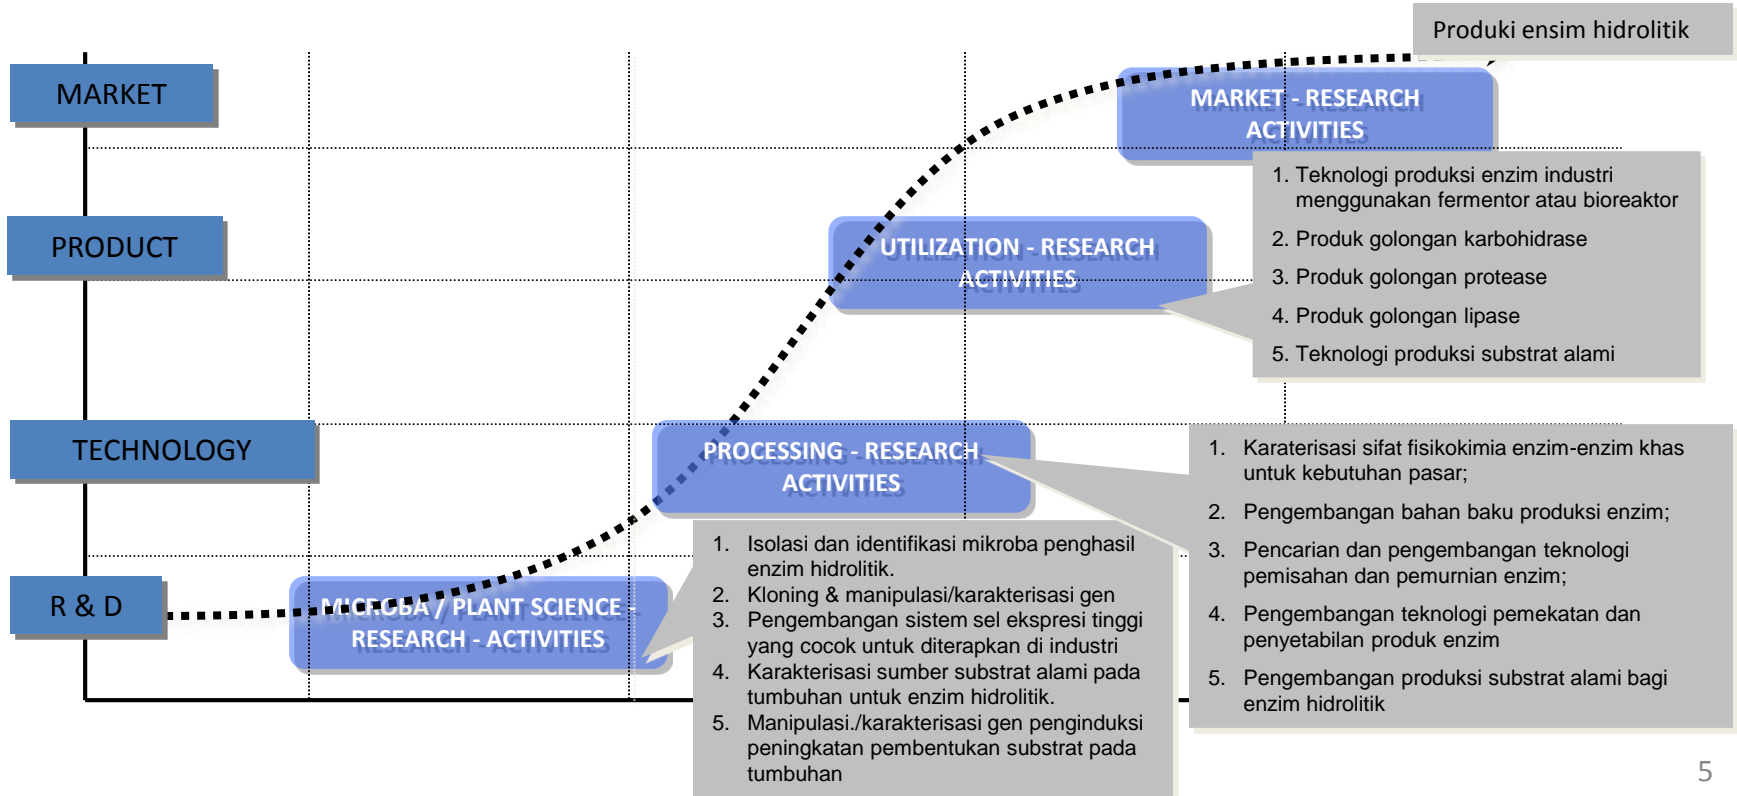 Produki ensim hidrolitik
MARKET
MARKET - RESEARCH
ACTIVITIES
1. Teknologi produksi enzim industri
menggunakan fermentor atau bioreaktor
2. Produk golongan karbohidrase
3. Produk golongan protease
4. Produk golongan lipase
5. Teknologi produksi substrat alami
PRODUCT
UTILIZATION - RESEARCH
ACTIVITIES
TECHNOLOGY
PROCESSING - RESEARCH
ACTIVITIES
1. Karaterisasi sifat fisikokimia enzim-enzim khas
untuk kebutuhan pasar;
2. Pengembangan bahan baku produksi enzim;
3. Pencarian dan pengembangan teknologi
pemisahan dan pemurnian enzim;
4. Pengembangan teknologi pemekatan dan
penyetabilan produk enzim
5. Pengembangan produksi substrat alami bagi
enzim hidrolitik
R & D
MICROBA / PLANT SCIENCE -
RESEARCH - ACTIVITIES
1. Isolasi dan identifikasi mikroba penghasil
enzim hidrolitik.
2. Kloning & manipulasi/karakterisasi gen
3. Pengembangan sistem sel ekspresi tinggi
yang cocok untuk diterapkan di industri
4. Karakterisasi sumber substrat alami pada
tumbuhan untuk enzim hidrolitik.
5. Manipulasi./karakterisasi gen penginduksi
peningkatan pembentukan substrat pada
tumbuhan
5